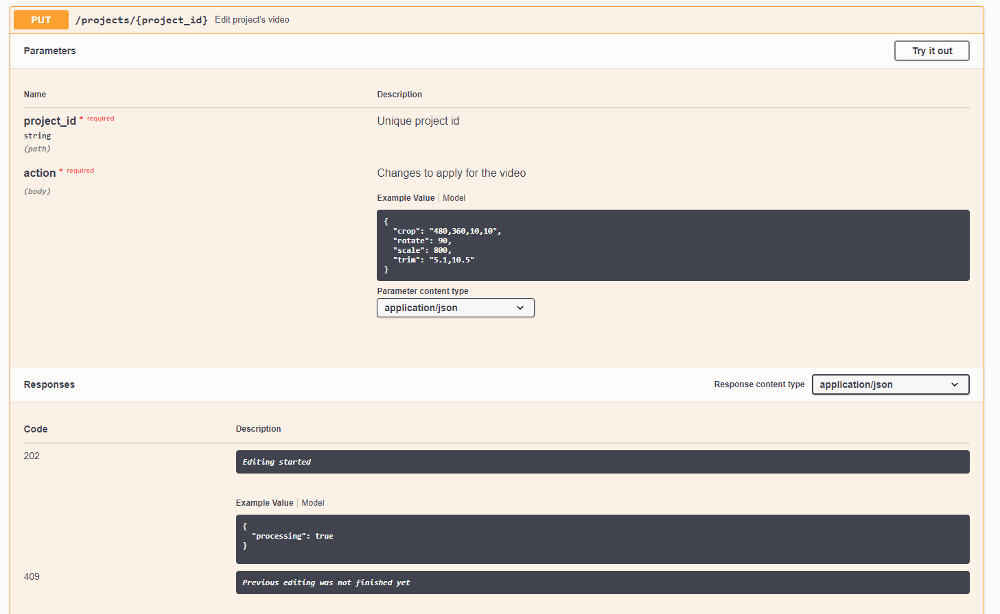 PUT /projects/{project_id} Edit project's video
Parameters Try it out
Name Description
project_id * required Unique project id
string
(path)
action * required Changes to apply for the video
(body)
Example Value Model
{
"crop": "480,360,10,10",
"rotate": 90,
"scale": 800,
"trim": "5.1,10.5"
}
Parameter content type
application/json
Responses Response content type application/json
Code Description
202 Editing started
Example Value Model
{
"processing": true
}
409 Previous editing was not finished yet